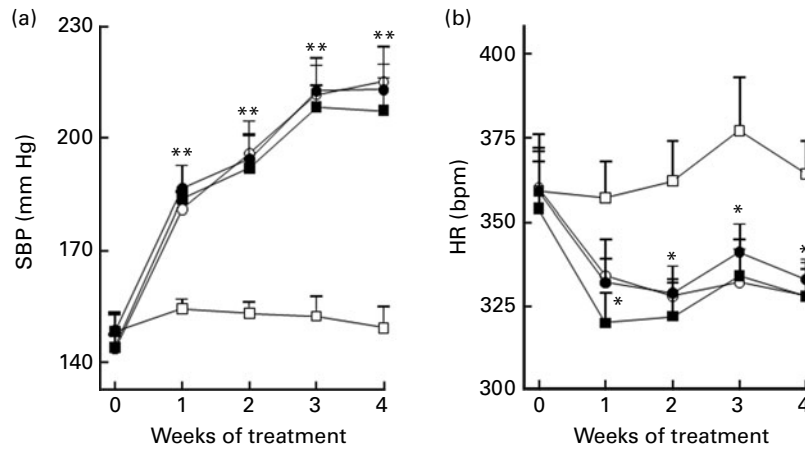 (a)
230
200
170
140
SBP (mm Hg)
** ** ** **
0 1 2 3 4
Weeks of treatment
(b)
400
375
350
325
300
HR (bpm)
* * * *
0 1 2 3 4
Weeks of treatment